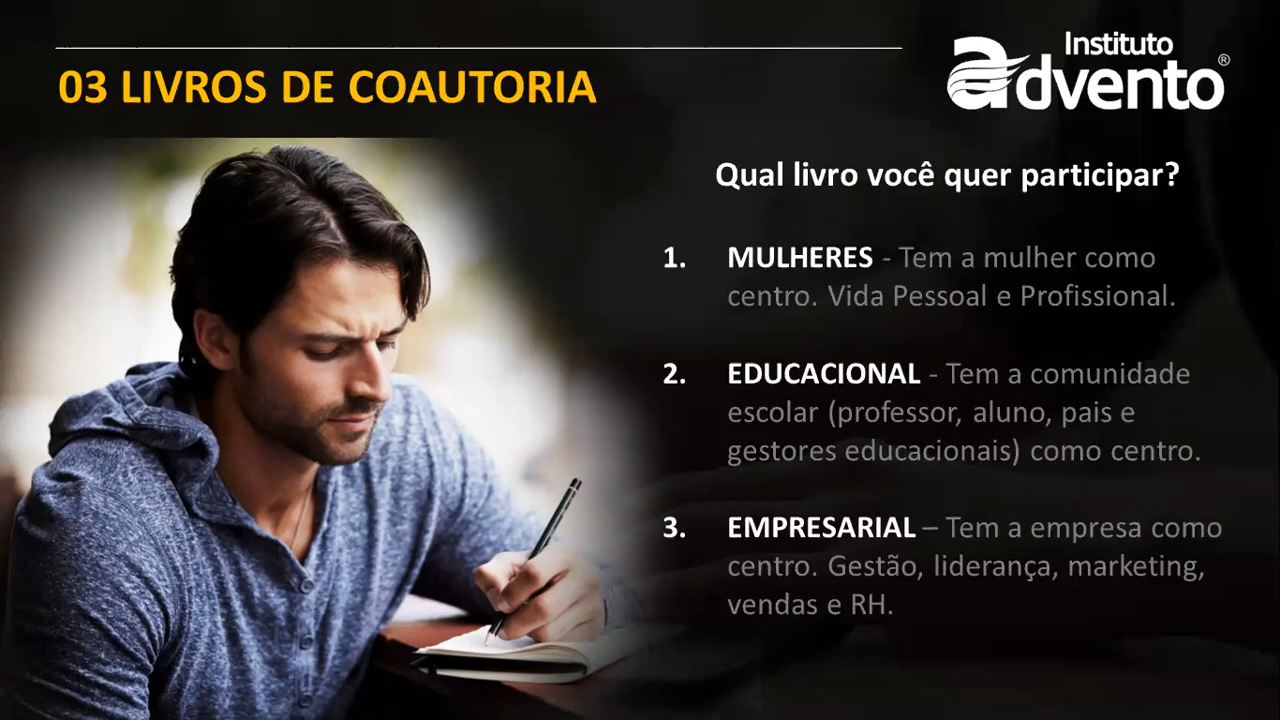 03 LIVROS DE COAUTORIA
Instituto
advento®
Qual livro você quer participar?
1. MULHERES - Tem a mulher como
centro. Vida Pessoal e Profissional.
2. EDUCACIONAL - Tem a comunidade
escolar (professor, aluno, pais e
gestores educacionais) como centro.
3. EMPRESARIAL – Tem a empresa como
centro. Gestão, liderança, marketing,
vendas e RH.